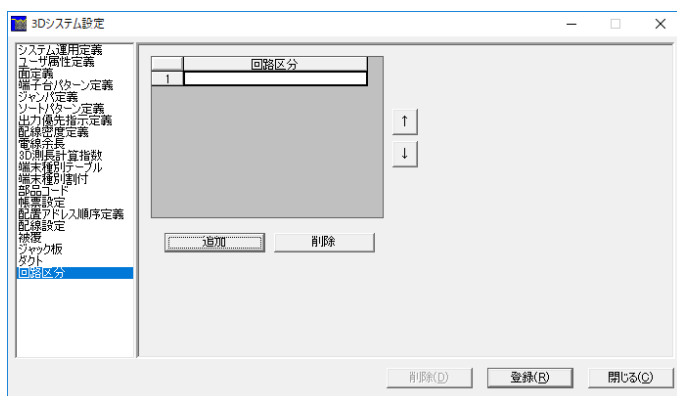 3Dシステム設定
システム運用定義
ユーザ属性定義
面定義
端子台パターン定義
ジャンパ定義
ソートパターン定義
出力優先指示定義
配線密度定義
電線余長
3D測長計算指数
端末種別テーブル
端末種別割付
部品コード
帳票設定
配置アドレス順序定義
配線設定
被覆
ジャック板
ダクト
回路区分
回路区分
1
↑
↓
追加 削除
削除(D) 登録(R) 閉じる(C)